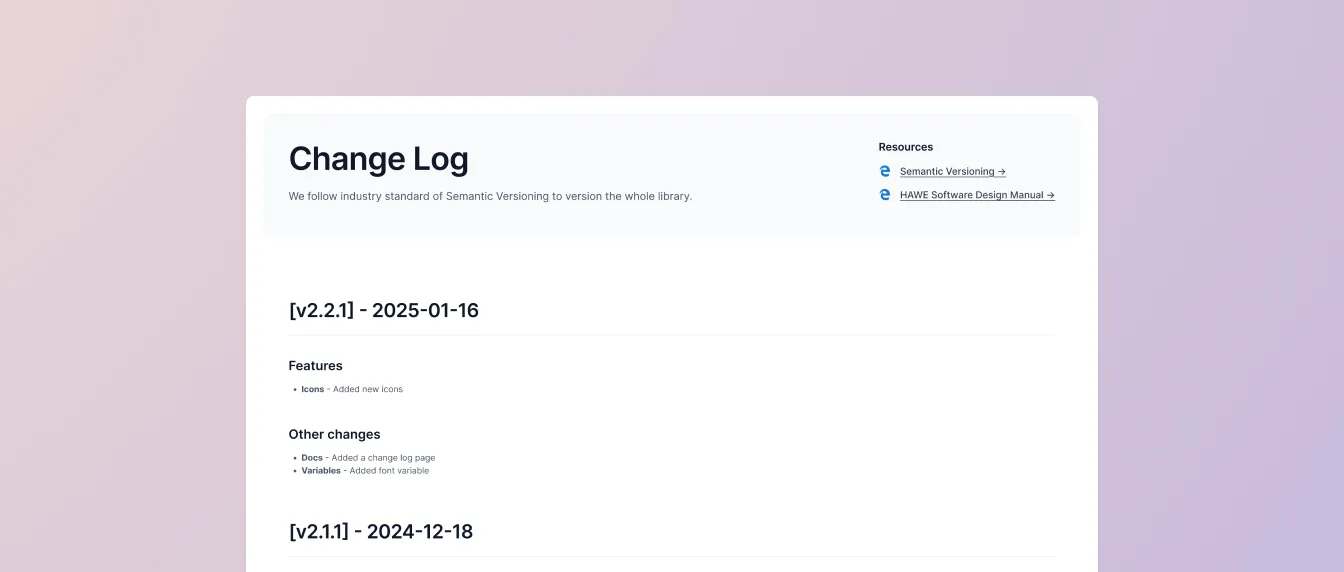 Change Log
We follow industry standard of Semantic Versioning to version the whole library.
Resources
Semantic Versioning →
HAWE Software Design Manual →
[v2.2.1] - 2025-01-16
Features
• Icons - Added new icons
Other changes
• Docs - Added a change log page
• Variables - Added font variable
[v2.1.1] - 2024-12-18